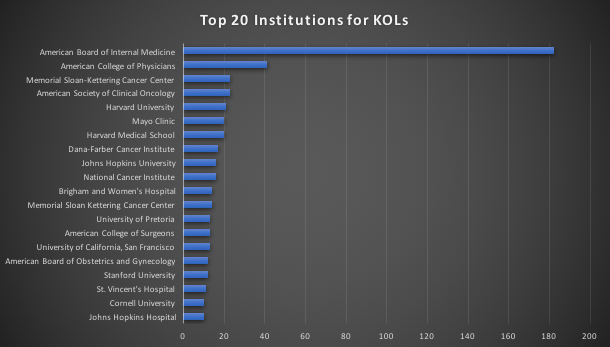 Top 20 Institutions for KOLs
American Board of Internal Medicine
American College of Physicians
Memorial Sloan-Kettering Cancer Center
American Society of Clinical Oncology
Harvard University
Mayo Clinic
Harvard Medical School
Dana-Farber Cancer Institute
Johns Hopkins University
National Cancer Institute
Brigham and Women's Hospital
Memorial Sloan Kettering Cancer Center
University of Pretoria
American College of Surgeons
University of California, San Francisco
American Board of Obstetrics and Gynecology
Stanford University
St. Vincent's Hospital
Cornell University
Johns Hopkins Hospital
0 20 40 60 80 100 120 140 160 180 200